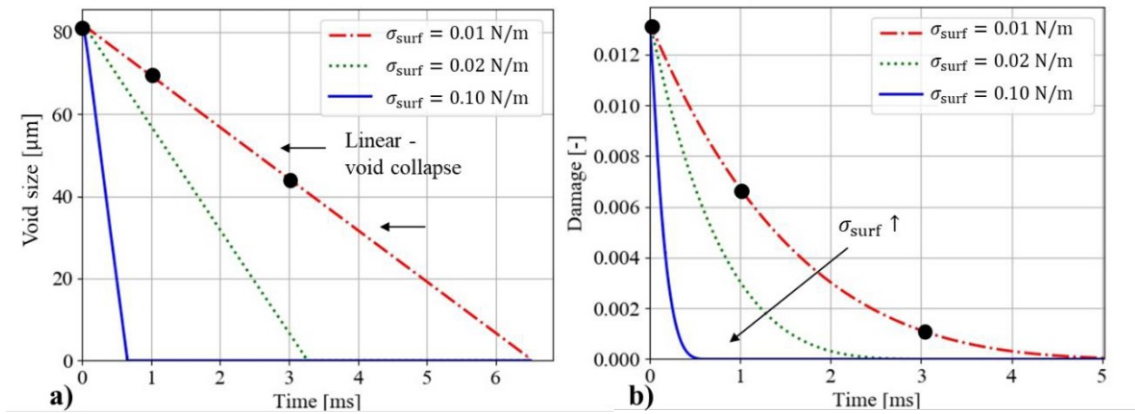 Void size [µm]
80
60
40
20
0
0 1 2 3 4 5 6
Time [ms]
a)
σsurf = 0.01 N/m
σsurf = 0.02 N/m
σsurf = 0.10 N/m
Linear -
void collapse
Damage [-]
0.012
0.010
0.008
0.006
0.004
0.002
0.000
0 1 2 3 4 5
Time [ms]
b)
σsurf = 0.01 N/m
σsurf = 0.02 N/m
σsurf = 0.10 N/m
σsurf ↑